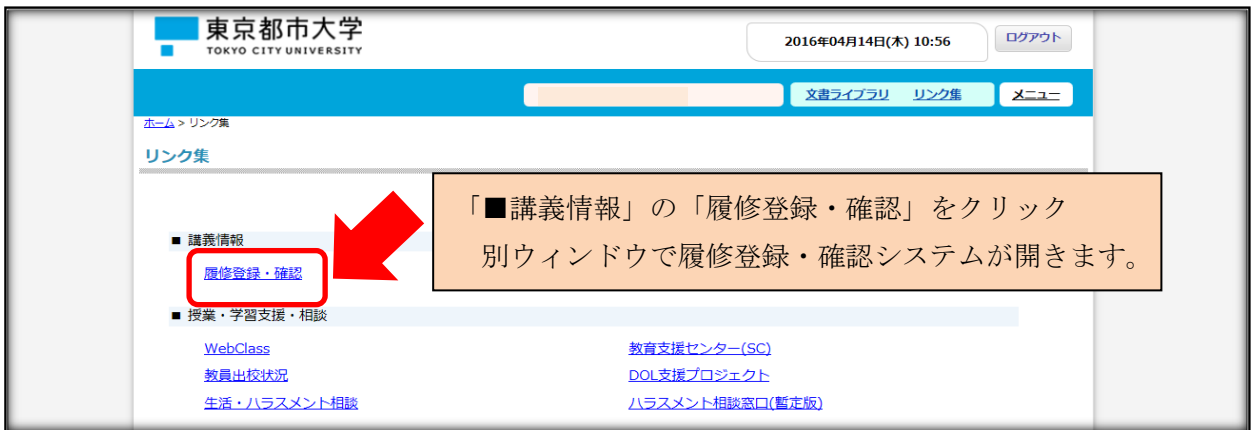 東京都市大学
TOKYO CITY UNIVERSITY
2016年04月14日(木) 10:56
ログアウト
文書ライブラリ リンク集 メニュー
ホーム > リンク集
リンク集
「■講義情報」の「履修登録・確認」をクリック
別ウィンドウで履修登録・確認システムが開きます。
■ 講義情報
履修登録・確認
■ 授業・学習支援・相談
WebClass 教育支援センター(SC)
教員出校状況 DOL支援プロジェクト
生活・ハラスメント相談 ハラスメント相談窓口(暫定版)